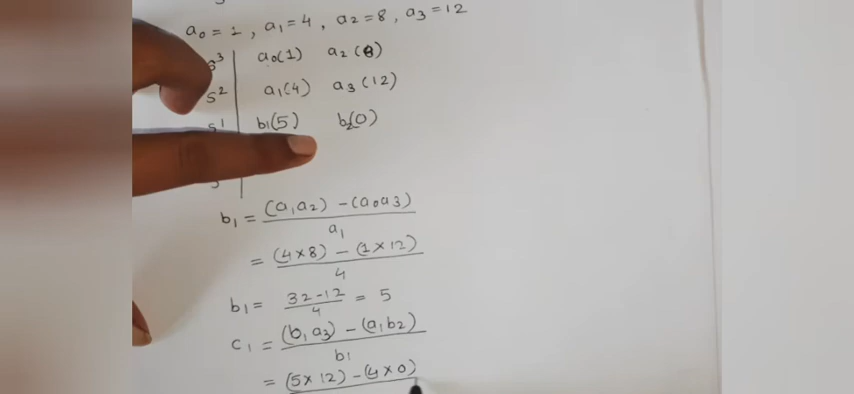 a₀ = 1 , a₁ = 4 , a₂ = 8 , a₃ = 12
s³ a₀(1) a₂(8)
s² a₁(4) a₃(12)
s¹ b₁(5) b₂(0)
b₁ = (a₁a₂) - (a₀a₃) / a₁
= (4×8) - (1×12) / 4
b₁ = 32-12 / 4 = 5
c₁ = (b₁a₃) - (a₁b₂) / b₁
= (5×12) - (4×0)